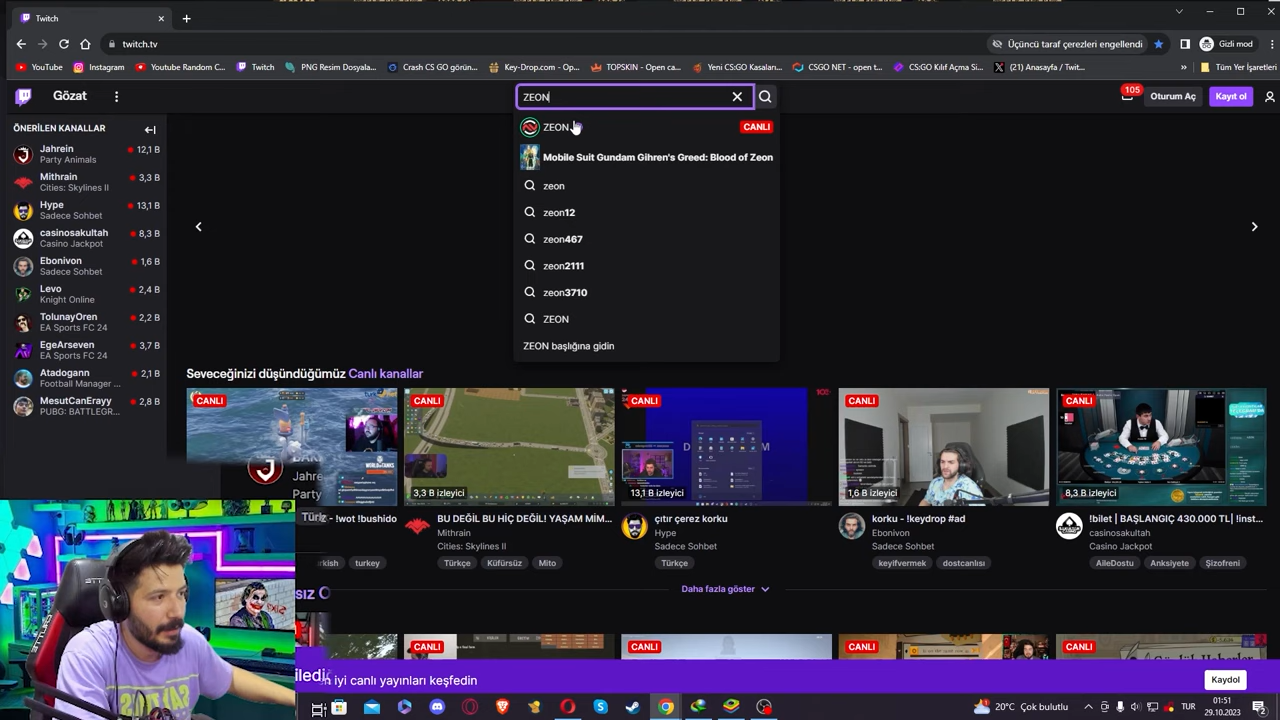 Twitch
twitch.tv
Üçüncü taraf çerezleri engellendi
Gizli mod
YouTube
Instagram
Youtube Random C...
Twitch
PNG Resim Dosyala...
Crash CS GO görün...
Key-Drop.com - Op...
TOPSKIN - Open ca...
Yeni CS:GO Kasaları...
CSGO NET - open t...
CS:GO Kılıf Açma Si...
(21) Anasayfa / Twit...
Gözat
ZEON
105
Oturum Aç
Kayıt ol
ÖNERİLEN KANALLAR
Jahrein
12,1 B
Party Animals
Mithrain
3,3 B
Cities: Skylines II
Hype
13,1 B
Sadece Sohbet
casinosakultah
8,3 B
Casino Jackpot
Ebonivon
1,6 B
Sadece Sohbet
Levo
2,4 B
Knight Online
TolunayOren
2,2 B
EA Sports FC 24
EgeArseven
3,7 B
EA Sports FC 24
Atadogann
2,1 B
Football Manager ...
MesutCanErayy
2,8 B
PUBG: BATTLEGR...
ZEON
CANLI
Mobile Suit Gundam Gihren's Greed: Blood of Zeon
zeon
zeon12
zeon467
zeon2111
zeon3710
ZEON
ZEON başlığına gidin
Seveceğinizi düşündüğümüz Canlı kanallar
CANLI
CANLI
3,3 B izleyici
CANLI
13,1 B izleyici
CANLI
1,6 B izleyici
CANLI
8,3 B izleyici
Jahre
Party
Türkç
- !wot !bushido
rkish
turkey
BU DEĞİL BU HİÇ DEĞİL! YAŞAM MİM...
Mithrain
Cities: Skylines II
Türkçe
Küfürsüz
Mito
çıtır çerez korku
Hype
Sadece Sohbet
Türkçe
korku - !keydrop #ad
Ebonivon
Sadece Sohbet
keyifvermek
dostcanlısı
!bilet | BAŞLANGIÇ 430.000 TL| !inst...
casinosakultah
Casino Jackpot
AileDostu
Anksiyete
Şizofreni
Daha fazla göster
sız O
CANLI
CANLI
CANLI
CANLI
n iyi canlı yayınları keşfedin
Kaydol
20°C Çok bulutlu
TUR
01:51
29.10.2023